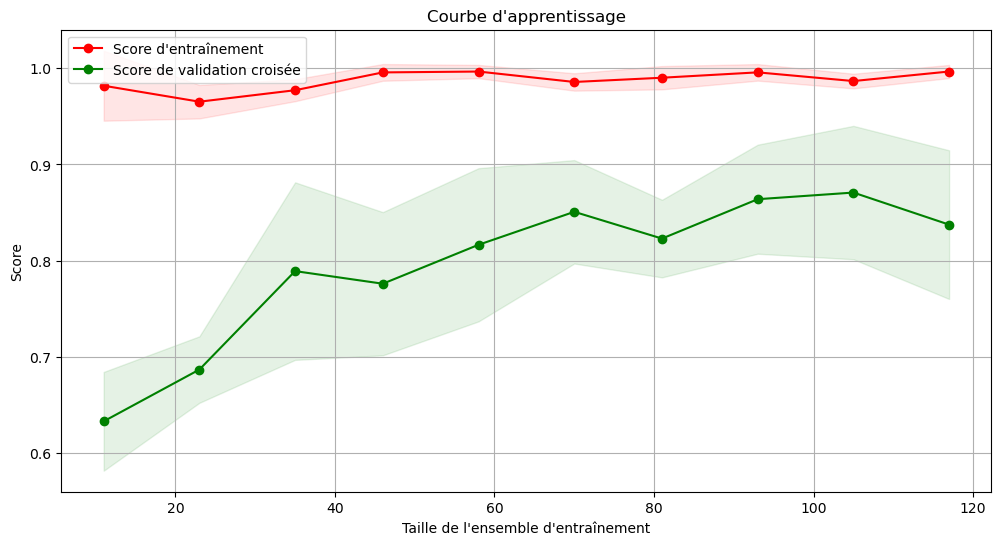 Courbe d'apprentissage
Score d'entraînement
Score de validation croisée
1.0
0.9
0.8
0.7
0.6
Score
20
40
60
80
100
120
Taille de l'ensemble d'entraînement